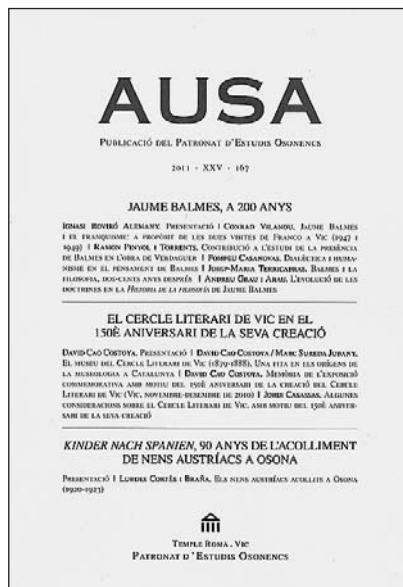 AUSA
PUBLICACIÓ DEL PATRONAT D'ESTUDIS OSONENCS
2011 - XXV - 167
JAUME BALMES, A 200 ANYS
IGNASI ROVIRÓ ALEMANY. PRESENTACIÓ | CONRAD VILANOU. JAUME BALMES
I EL FRANQUISME: A PROPÒSIT DE LES DUES VISITES DE FRANCO A VIC (1947 I
1949) | RAMON PINYOL I TORRENTS. CONTRIBUCIÓ A L'ESTUDI DE LA PRESÈNCIA
DE BALMES EN L'OBRA DE VERDAGUER | POMPEU CASANOVAS. DIALÈCTICA I HUMA-
NISME EN EL PENSAMENT DE BALMES | JOSEP-MARIA TERRICABRAS. BALMES I LA
FILOSOFIA, DOS-CENTS ANYS DESPRÉS | ANDREU GRAU I ARAU. L'EVOLUCIÓ DE LES
DOCTRINES EN LA HISTORIA DE LA FILOSOFÍA DE JAUME BALMES
EL CERCLE LITERARI DE VIC EN EL
150È ANIVERSARI DE LA SEVA CREACIÓ
DAVID CAO COSTOYA. PRESENTACIÓ | DAVID CAO COSTOYA / MARC SUREDA JUBANY.
EL MUSEU DEL CERCLE LITERARI DE VIC (1879-1888). UNA FITA EN ELS ORÍGENS DE
LA MUSEOLOGIA A CATALUNYA | DAVID CAO COSTOYA. MEMÒRIA DE L'EXPOSICIÓ
COMMEMORATIVA AMB MOTIU DEL 150È ANIVERSARI DE LA CREACIÓ DEL CERCLE
LITERARI DE VIC (VIC, NOVEMBRE-DESEMBRE DE 2010) | JORDI CASASSAS. ALGUNES
CONSIDERACIONS SOBRE EL CERCLE LITERARI DE VIC, AMB MOTIU DEL 150È ANIVER-
SARI DE LA SEVA CREACIÓ
KINDER NACH SPANIEN, 90 ANYS DE L'ACOLLIMENT
DE NENS AUSTRÍACS A OSONA
PRESENTACIÓ | LURDES CORTÈS I BRAÑA. ELS NENS AUSTRÍACS ACOLLITS A OSONA
(1920-1923)
TEMPLE ROMÀ . VIC
PATRONAT D'ESTUDIS OSONENCS